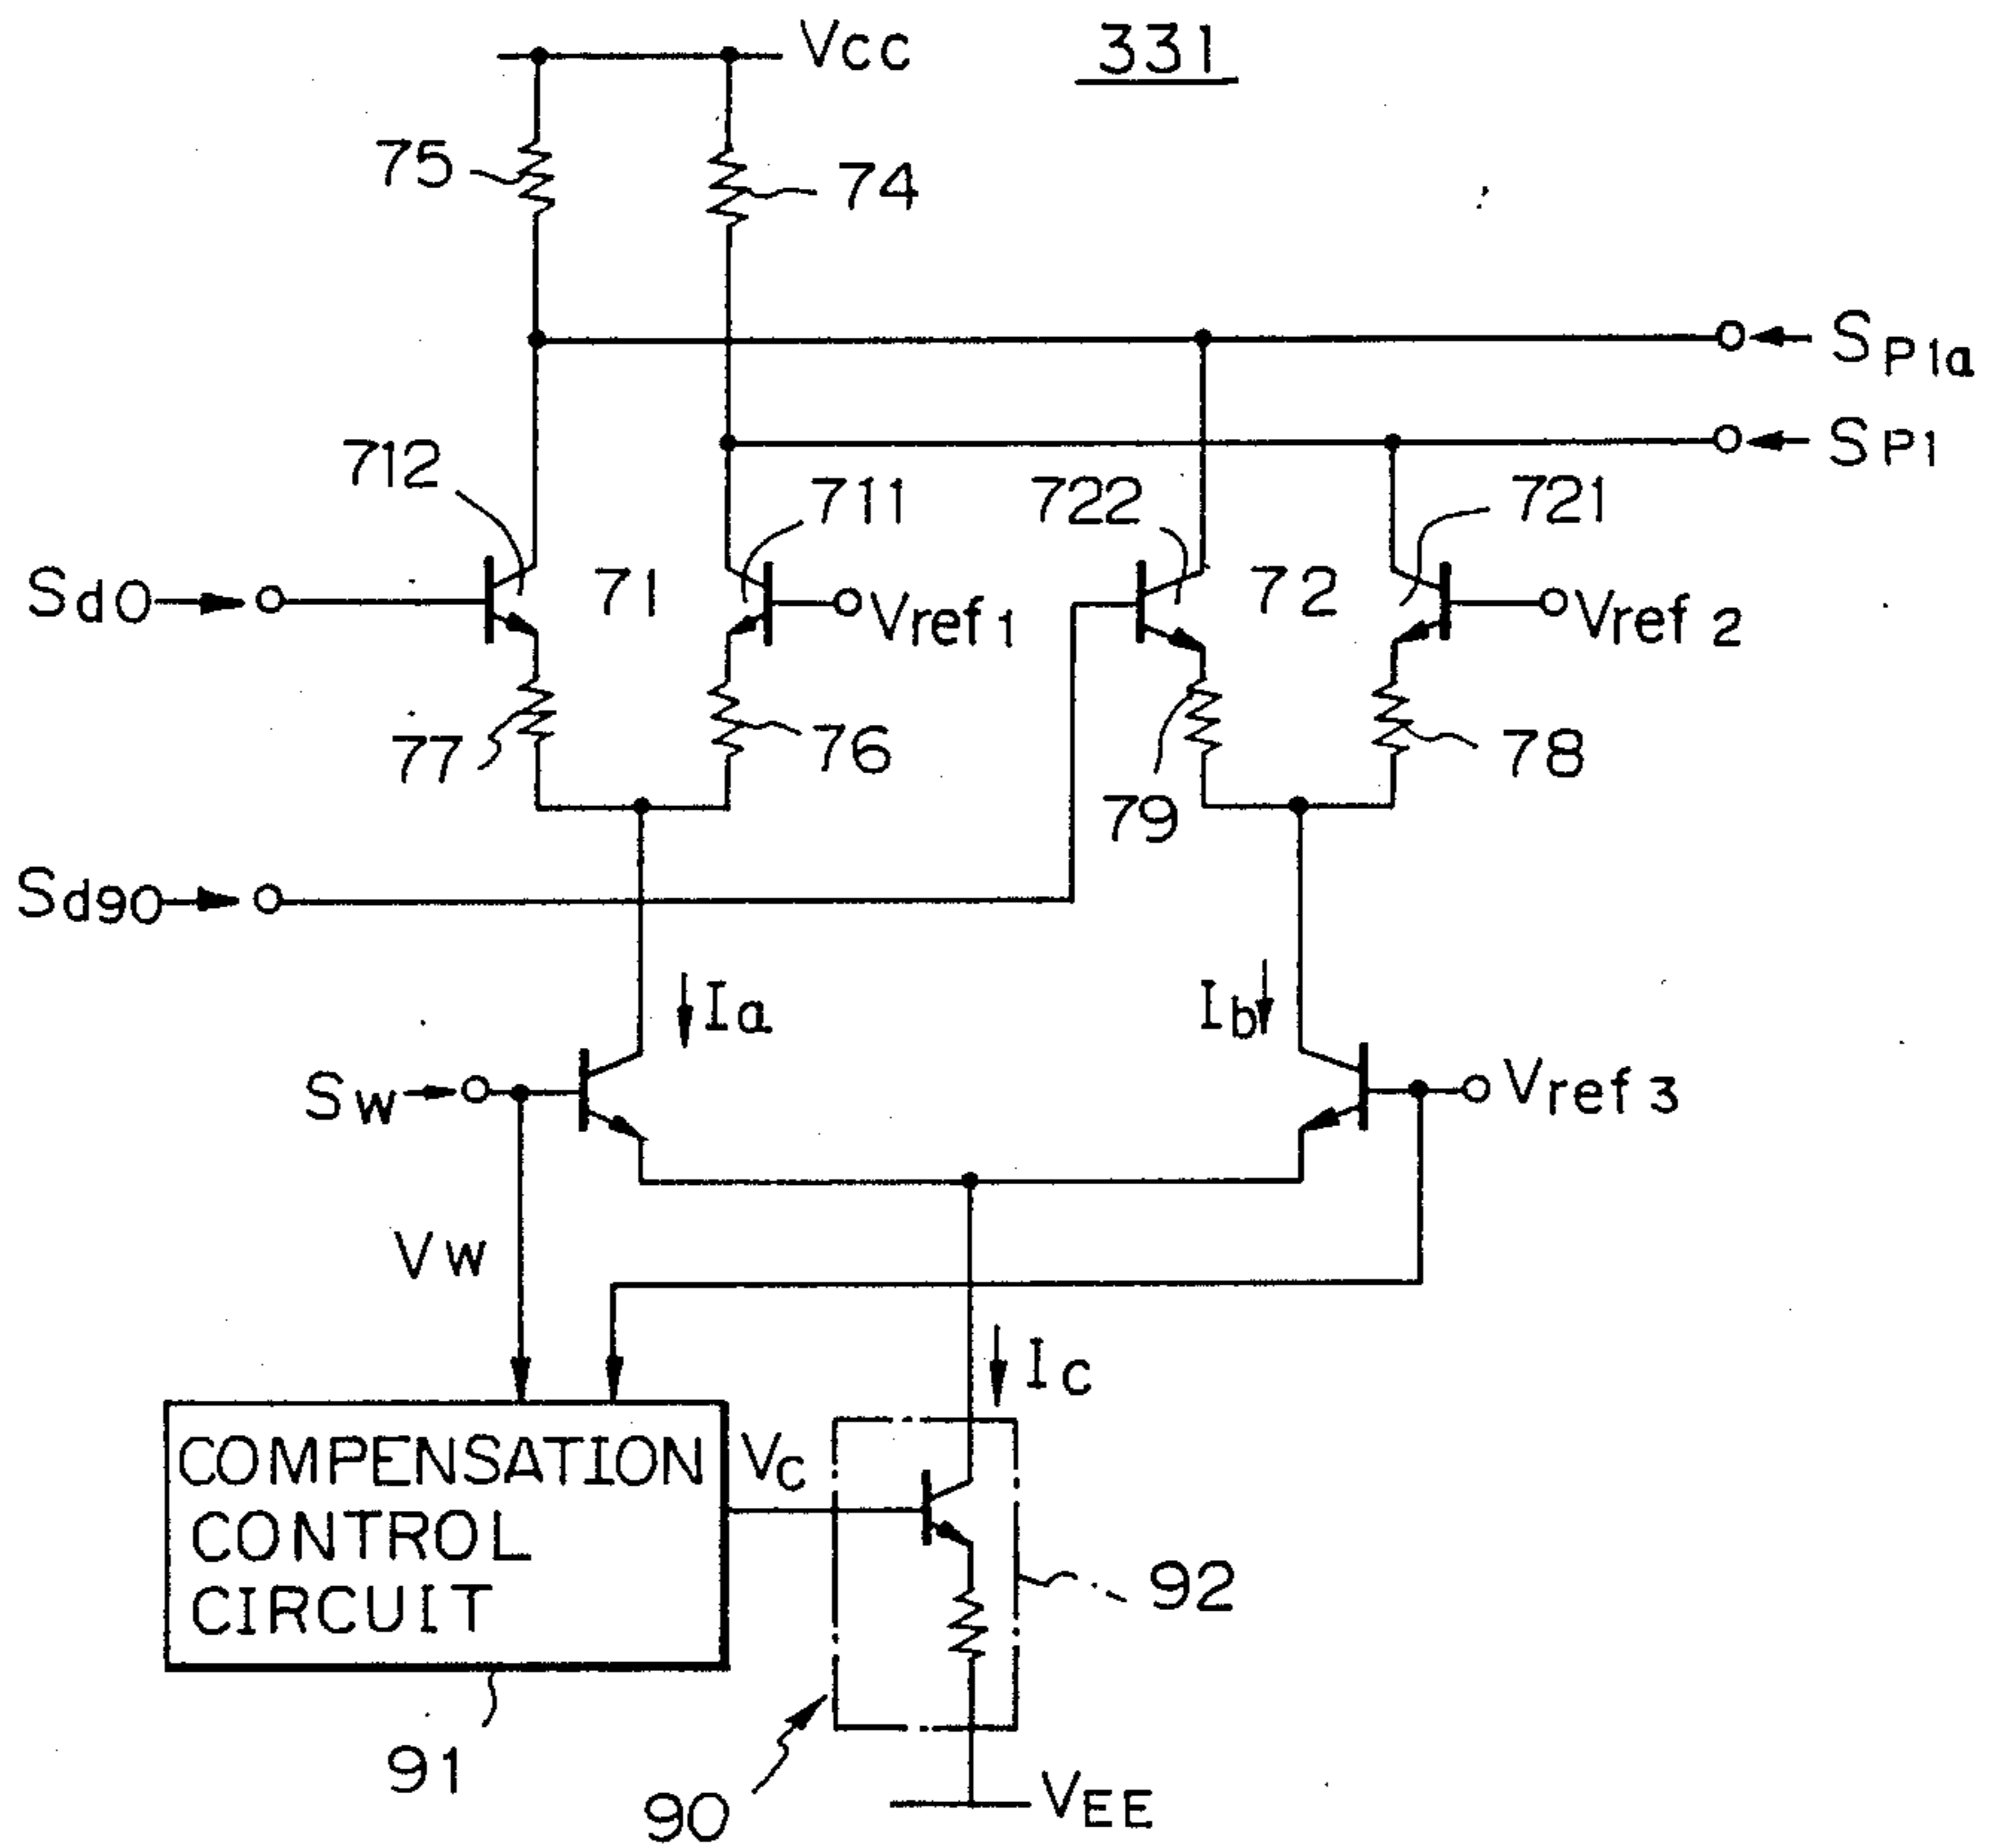 Vcc
331
75
74
SP1a
SP1
712
711
722
721
Sd0
71
Vref1
72
Vref2
77
76
79
78
Sd90
Ia
Ib
Sw
Vref3
Vw
Ic
COMPENSATION
CONTROL
CIRCUIT
Vc
92
91
90
VEE